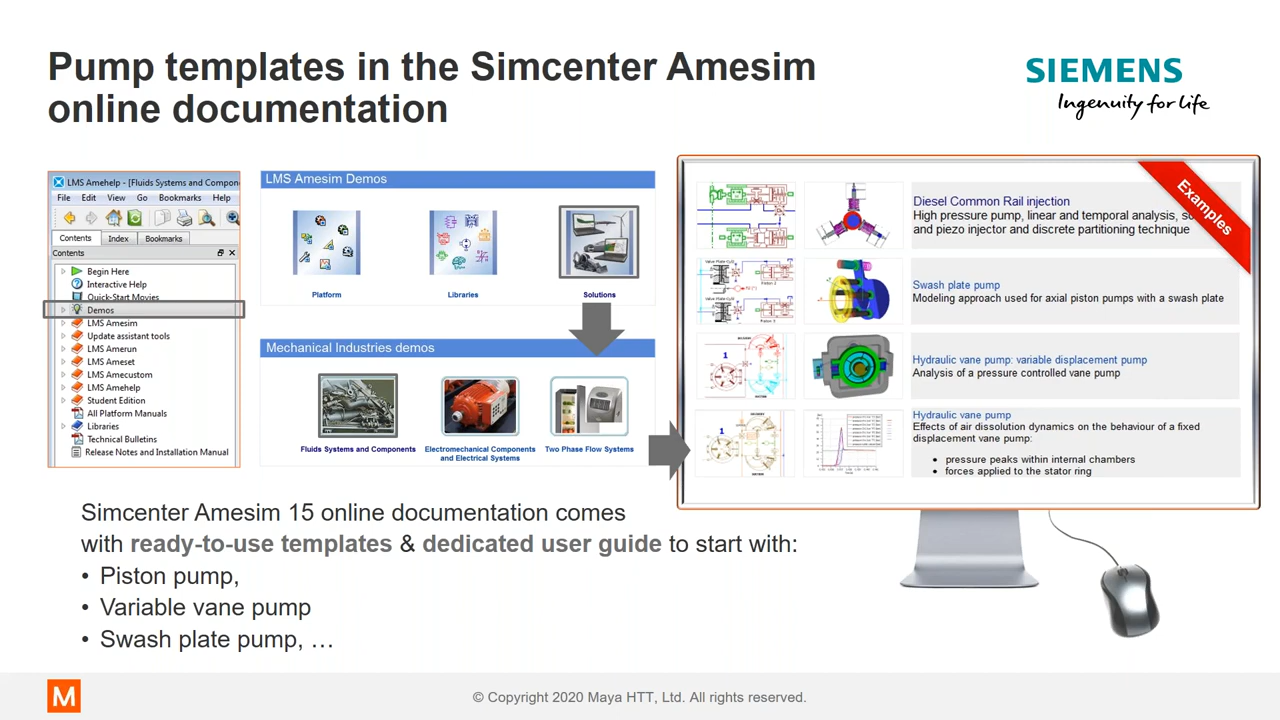 Pump templates in the Simcenter Amesim
online documentation
SIEMENS
Ingenuity for life
LMS Amehelp - [Fluids Systems and Compon
File Edit View Go Bookmarks Help
Contents Index Bookmarks
Contents
Begin Here
Interactive Help
Quick-Start Movies
Demos
LMS Amesim
Update assistant tools
LMS Amerun
LMS Ameset
LMS Amecustom
LMS Amehelp
Student Edition
All Platform Manuals
Libraries
Technical Bulletins
Release Notes and Installation Manual
LMS Amesim Demos
Platform
Libraries
Solutions
Mechanical Industries demos
Fluids Systems and Components
Electromechanical Components
and Electrical Systems
Two Phase Flow Systems
Examples
Diesel Common Rail injection
High pressure pump, linear and temporal analysis,
and piezo injector and discrete partitioning technique
Swash plate pump
Modeling approach used for axial piston pumps with a swash plate
1
Hydraulic vane pump: variable displacement pump
Analysis of a pressure controlled vane pump
1
Hydraulic vane pump
Effects of air dissolution dynamics on the behaviour of a fixed
displacement vane pump:
• pressure peaks within internal chambers
• forces applied to the stator ring
Simcenter Amesim 15 online documentation comes
with ready-to-use templates & dedicated user guide to start with:
• Piston pump,
• Variable vane pump
• Swash plate pump, …
M
© Copyright 2020 Maya HTT, Ltd. All rights reserved.